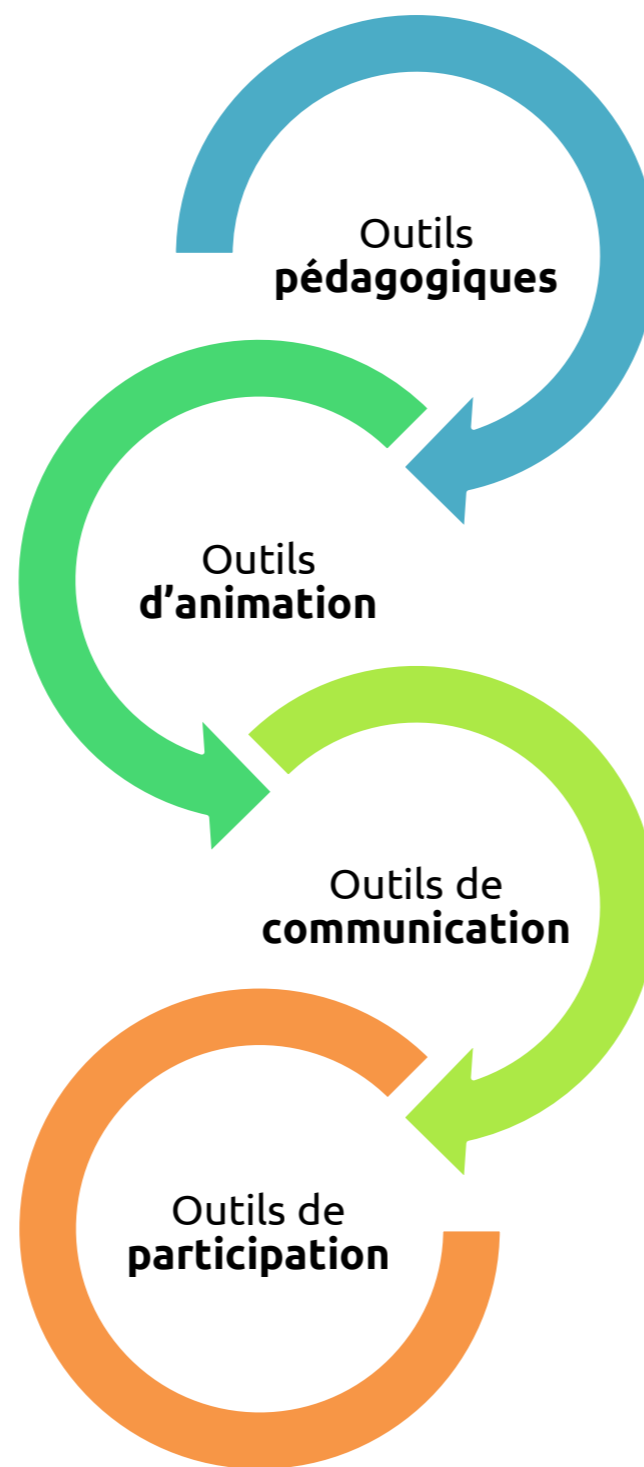 Outils
pédagogiques
Outils
d’animation
Outils de
communication
Outils de
participation